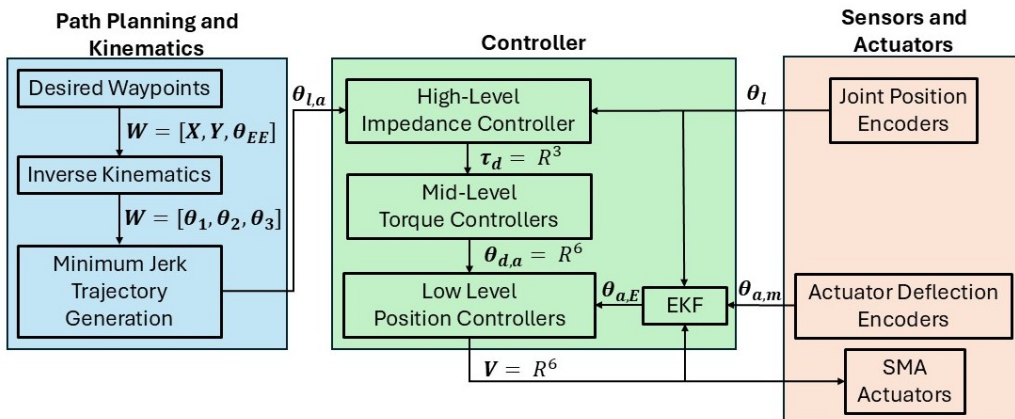 Path Planning and
Kinematics
Desired Waypoints
W = [X, Y, θ_EE]
Inverse Kinematics
W = [θ_1, θ_2, θ_3]
Minimum Jerk
Trajectory
Generation
θ_l,a
Controller
High-Level
Impedance Controller
τ_d = R^3
Mid-Level
Torque Controllers
θ_d,a = R^6
Low Level
Position Controllers
θ_a,E
EKF
V = R^6
θ_l
θ_a,m
Sensors and
Actuators
Joint Position
Encoders
Actuator Deflection
Encoders
SMA
Actuators